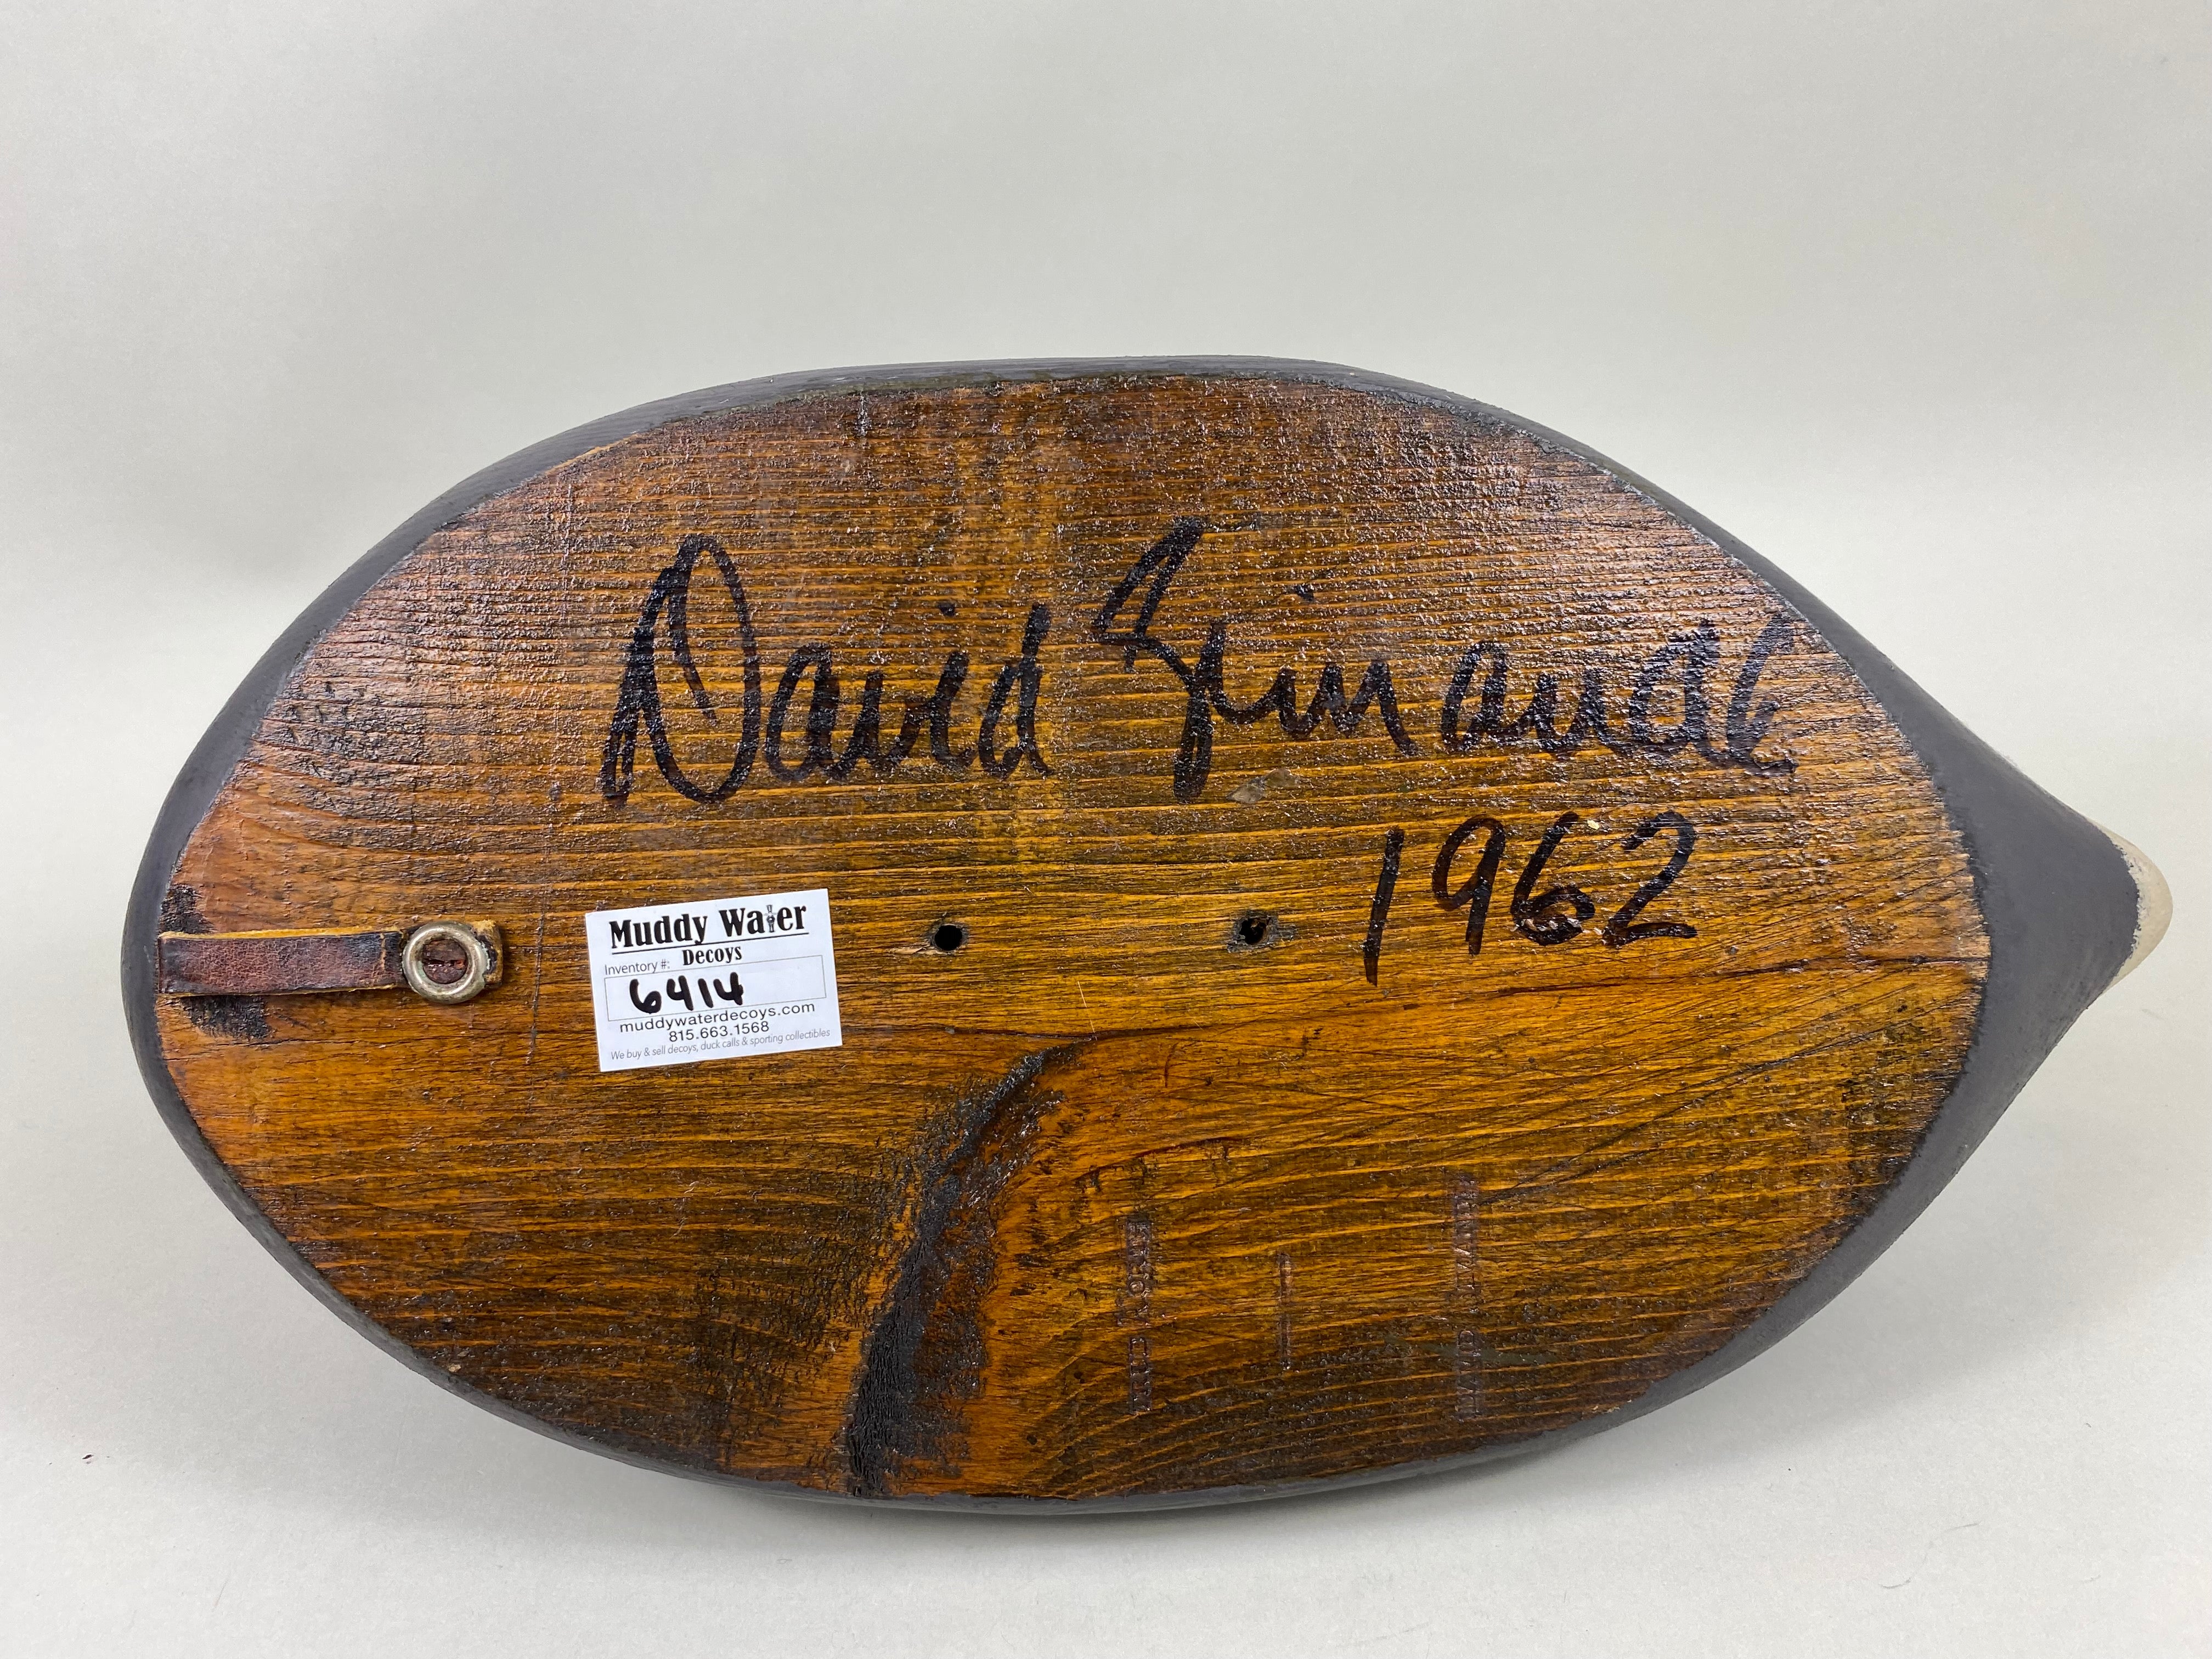 David
1962
Muddy Water
Decoys
Inventory #:
6414
muddywaterdecoys.com
815.663.1568
We buy & sell decoys, duck calls & sporting collectibles